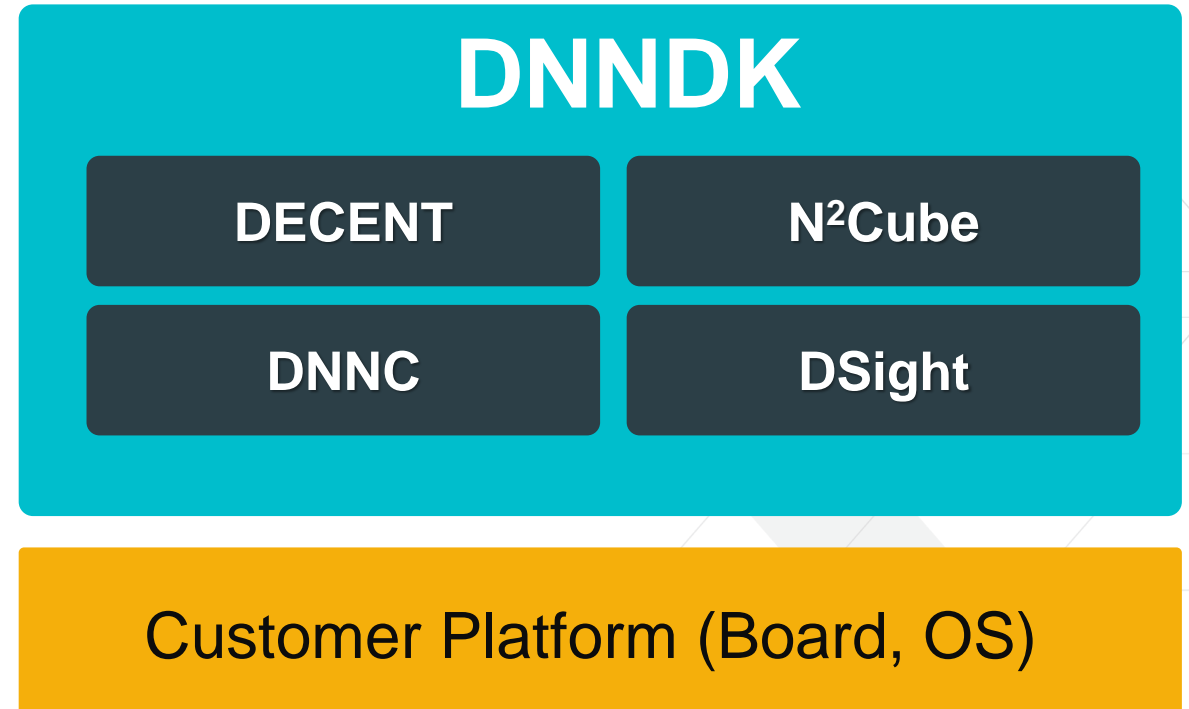 DNNDK
DECENT
N²Cube
DNNC
DSight
Customer Platform (Board, OS)